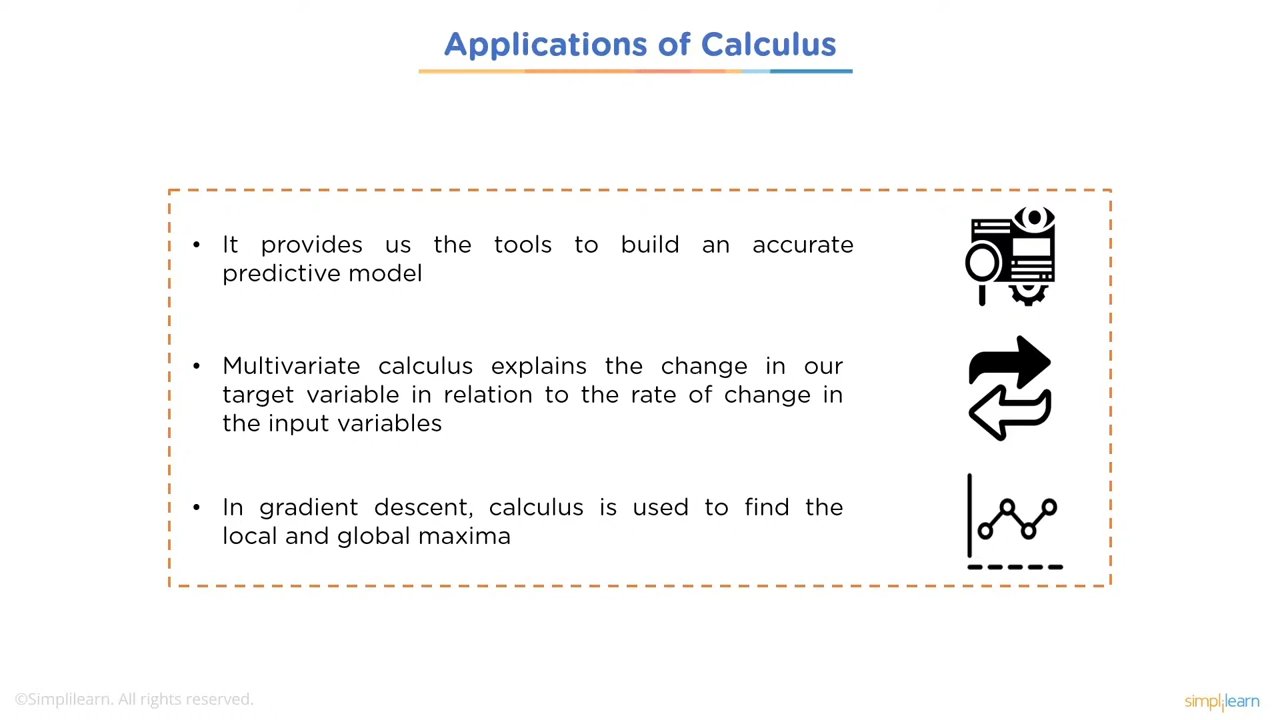 Applications of Calculus
• It provides us the tools to build an accurate
predictive model
• Multivariate calculus explains the change in our
target variable in relation to the rate of change in
the input variables
• In gradient descent, calculus is used to find the
local and global maxima
©Simplilearn. All rights reserved.
simplilearn